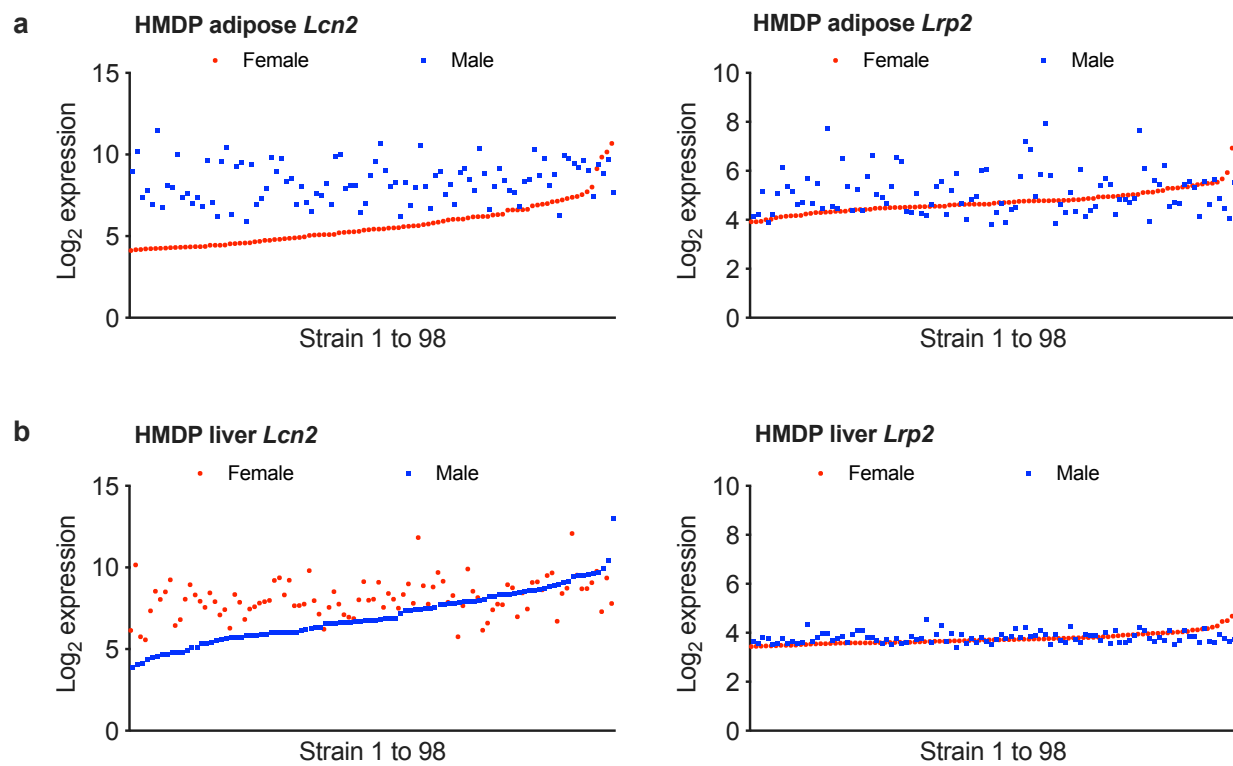 a
HMDP adipose Lcn2
Female
Male
15
10
5
0
Log2 expression
Strain 1 to 98
HMDP adipose Lrp2
Female
Male
10
8
6
4
2
0
Log2 expression
Strain 1 to 98
b
HMDP liver Lcn2
Female
Male
15
10
5
0
Log2 expression
Strain 1 to 98
HMDP liver Lrp2
Female
Male
10
8
6
4
2
0
Log2 expression
Strain 1 to 98